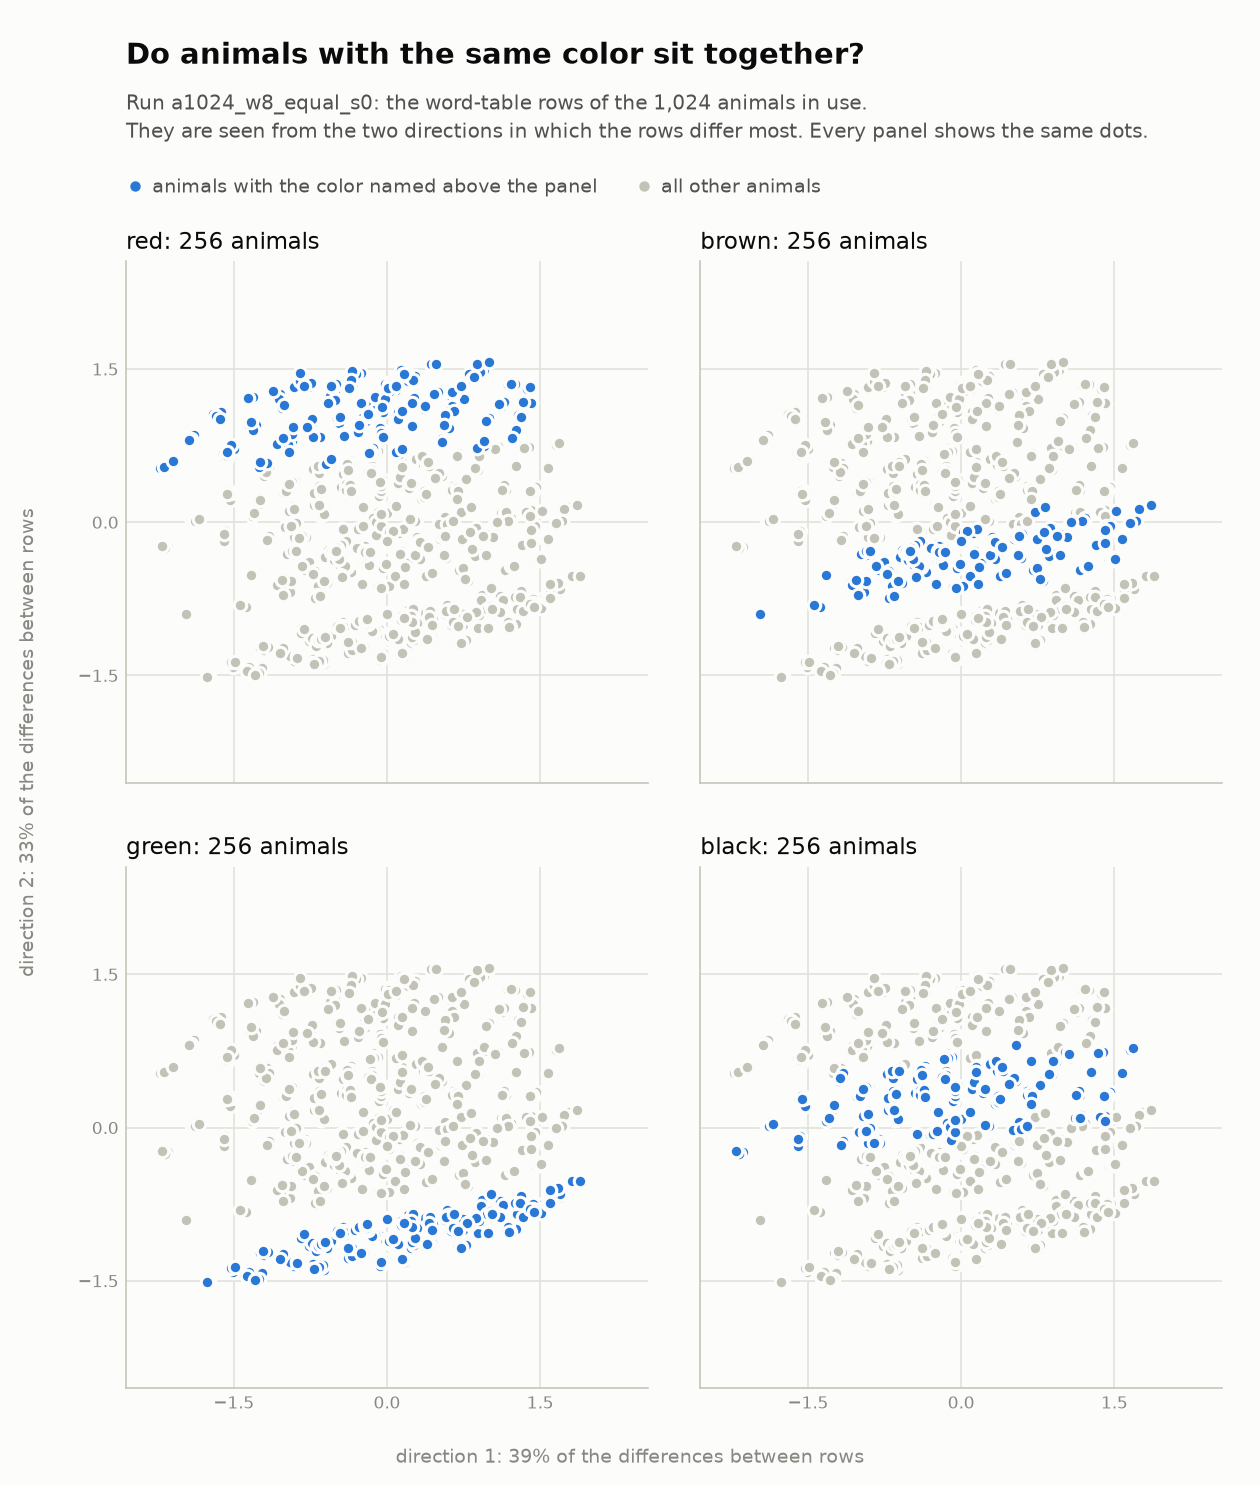 Do animals with the same color sit together?
Run a1024_w8_equal_s0: the word-table rows of the 1,024 animals in use.
They are seen from the two directions in which the rows differ most. Every panel shows the same dots.
animals with the color named above the panel
all other animals
red: 256 animals
brown: 256 animals
1.5
0.0
−1.5
direction 2: 33% of the differences between rows
green: 256 animals
black: 256 animals
1.5
0.0
−1.5
−1.5
0.0
1.5
−1.5
0.0
1.5
direction 1: 39% of the differences between rows